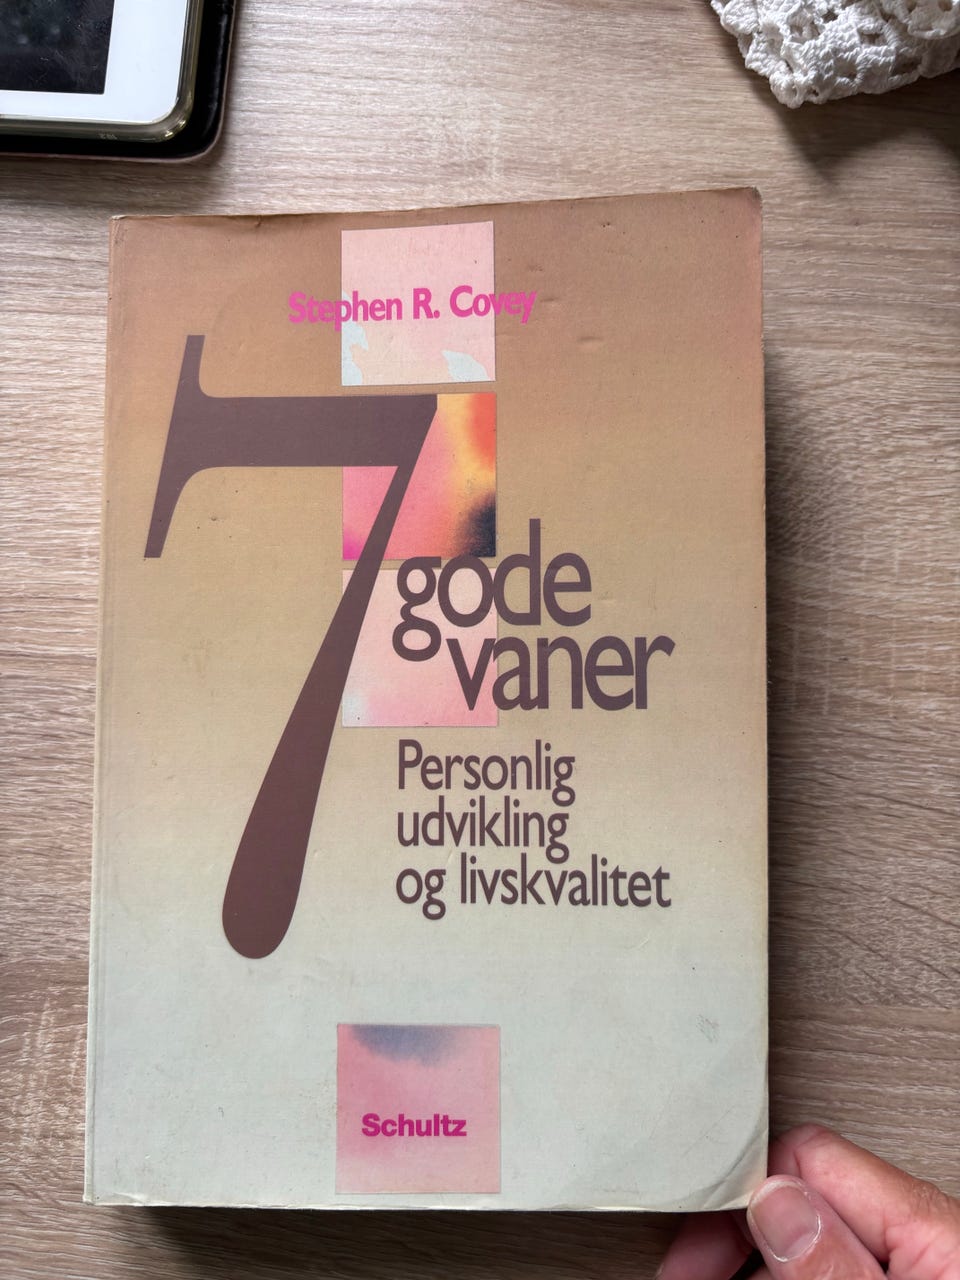 Stephen R. Covey
7
gode
vaner
Personlig
udvikling
og livskvalitet
Schultz